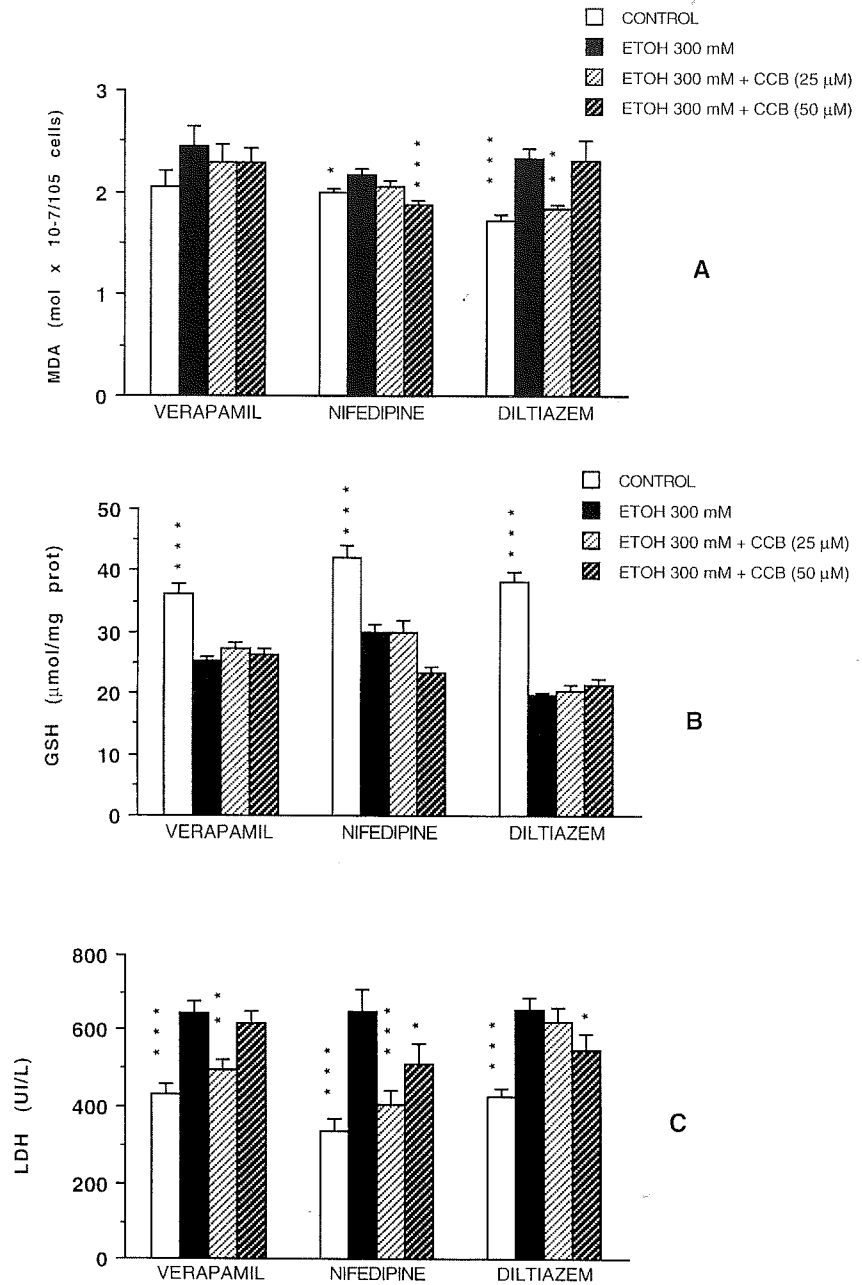 CONTROL
ETOH 300 mM
ETOH 300 mM + CCB (25 µM)
ETOH 300 mM + CCB (50 µM)
MDA (mol x 10-7/105 cells)
3
2
1
0
*
* * *
* * *
* *
VERAPAMIL NIFEDIPINE DILTIAZEM
A
CONTROL
ETOH 300 mM
ETOH 300 mM + CCB (25 µM)
ETOH 300 mM + CCB (50 µM)
GSH (µmol/mg prot)
50
40
30
20
10
0
* * *
* * *
* * *
VERAPAMIL NIFEDIPINE DILTIAZEM
B
LDH (UI/L)
800
600
400
200
0
* * *
* *
* * *
* * *
*
* * *
*
VERAPAMIL NIFEDIPINE DILTIAZEM
C